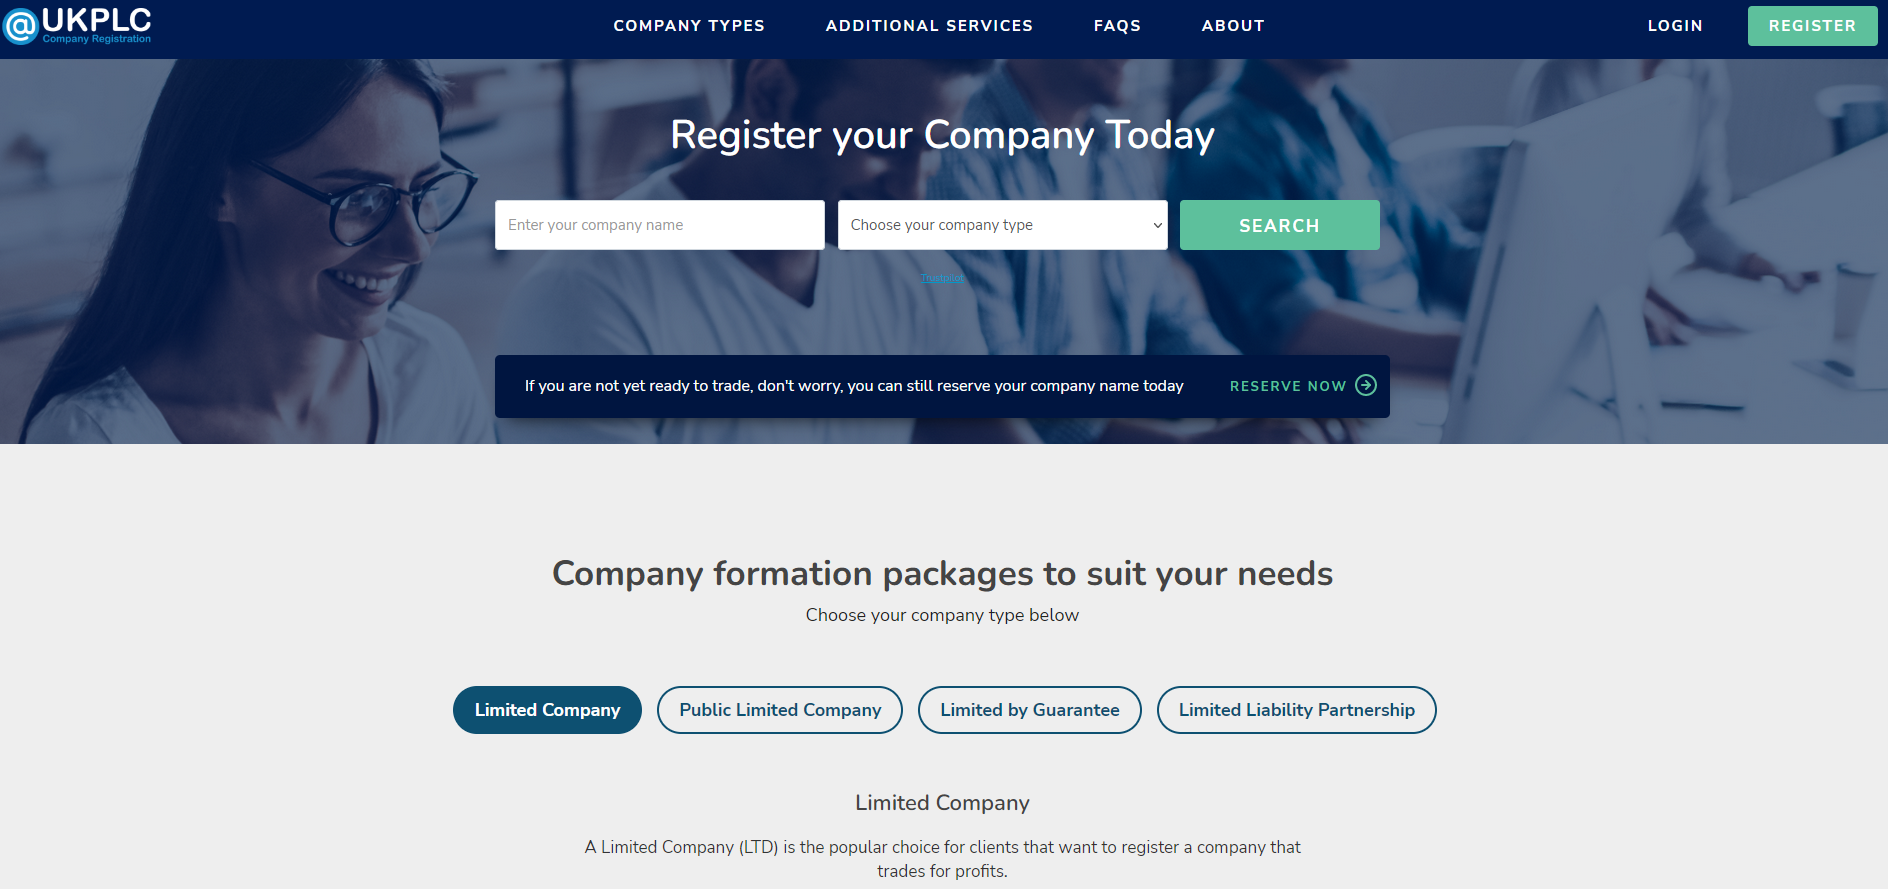 @UKPLC
Company Registration
COMPANY TYPES
ADDITIONAL SERVICES
FAQS
ABOUT
LOGIN
REGISTER
Register your Company Today
Enter your company name
Choose your company type
SEARCH
Trustpilot
If you are not yet ready to trade, don't worry, you can still reserve your company name today
RESERVE NOW
Company formation packages to suit your needs
Choose your company type below
Limited Company
Public Limited Company
Limited by Guarantee
Limited Liability Partnership
Limited Company
A Limited Company (LTD) is the popular choice for clients that want to register a company that
trades for profits.